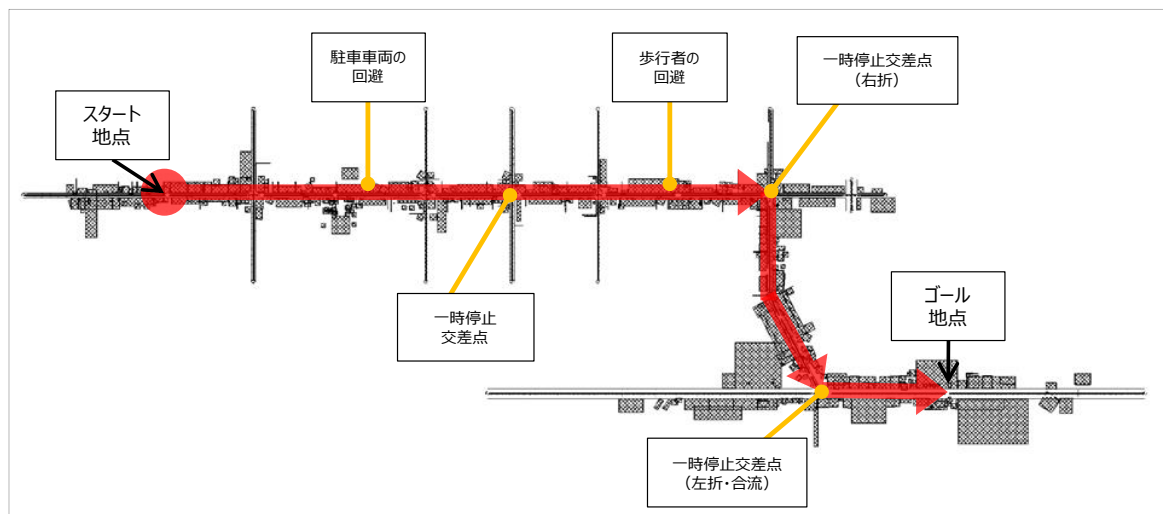 駐車車両の
回避
歩行者の
回避
一時停止交差点
（右折）
スタート
地点
一時停止
交差点
ゴール
地点
一時停止交差点
（左折・合流）